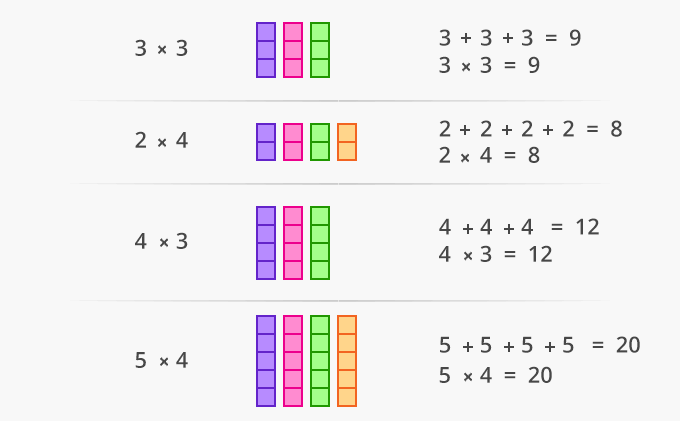 3 × 3
3 + 3 + 3 = 9
3 × 3 = 9
2 × 4
2 + 2 + 2 + 2 = 8
2 × 4 = 8
4 × 3
4 + 4 + 4 = 12
4 × 3 = 12
5 × 4
5 + 5 + 5 + 5 = 20
5 × 4 = 20